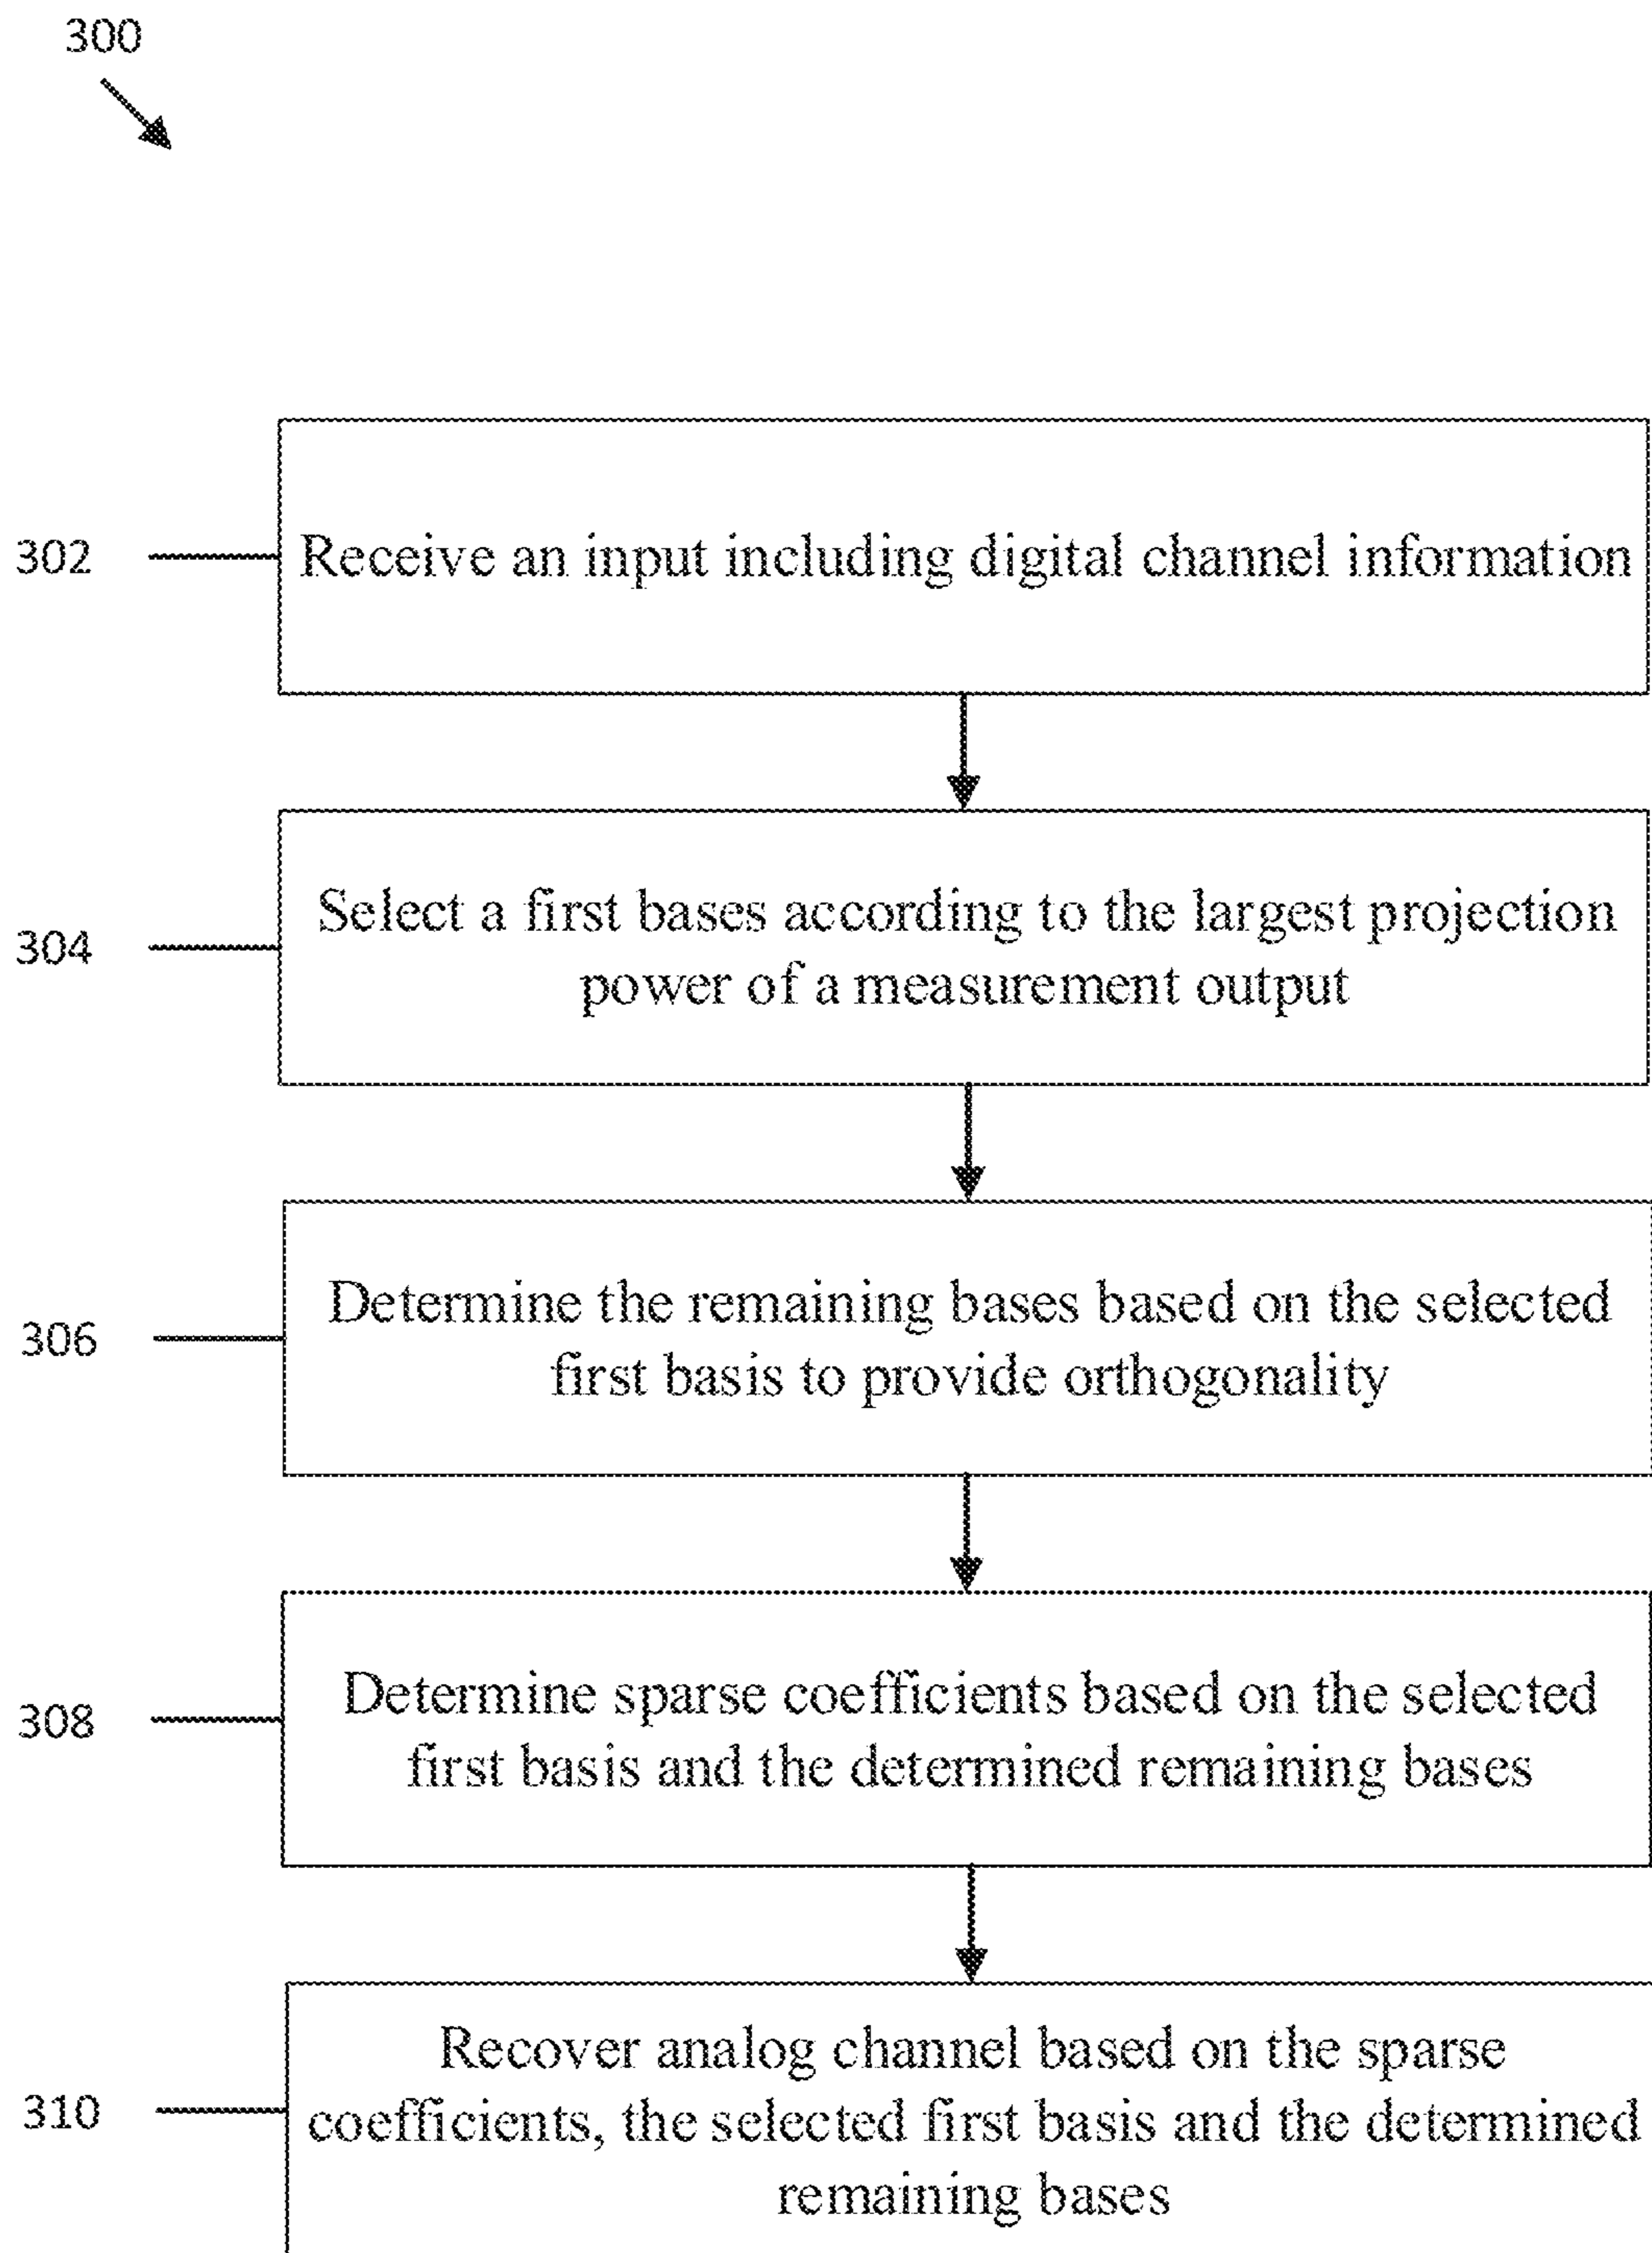 300
302
Receive an input including digital channel information
304
Select a first bases according to the largest projection
power of a measurement output
306
Determine the remaining bases based on the selected
first basis to provide orthogonality
308
Determine sparse coefficients based on the selected
first basis and the determined remaining bases
310
Recover analog channel based on the sparse
coefficients, the selected first basis and the determined
remaining bases